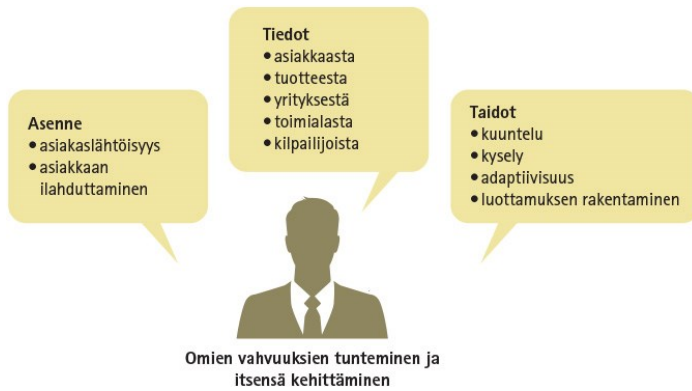 Asenne
• asiakaslähtöisyys
• asiakkaan
ilahduttaminen
Tiedot
• asiakkaasta
• tuotteesta
• yrityksestä
• toimialasta
• kilpailijoista
Taidot
• kuuntelu
• kysely
• adaptiivisuus
• luottamuksen rakentaminen
Omien vahvuuksien tunteminen ja
itsensä kehittäminen